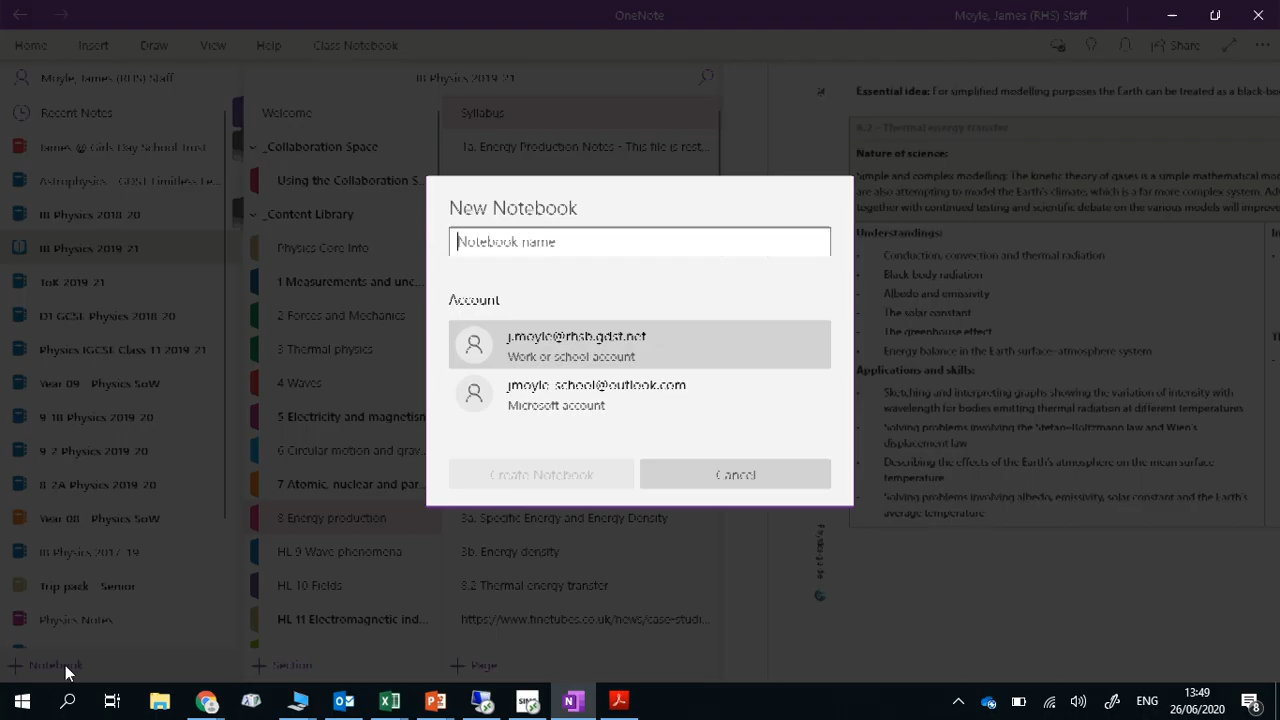 OneNote
Moyle, James (RHS) Staff
Home
Insert
Draw
View
Help
Class Notebook
Share
Moyle, James (RHS) Staff
Recent Notes
James @ Girls Day School Trust
Astrophysics - GDST Limitless Le...
IB Physics 2018-20
IB Physics 2019-21
ToK 2019-21
D1 GCSE Physics 2018-20
Physics IGCSE Class T1 2019-21
Year 09 - Physics SoW
9-1B Physics 2019-20
9-2 Physics 2019-20
8-2A Physics 2019-20
Year 08 - Physics SoW
IB Physics 2017-19
Trip pack - Senior
Physics Notes
Notebook
IB Physics 2019-21
Welcome
_Collaboration Space
Using the Collaboration S...
_Content Library
Physics Core Info
1 Measurements and unc...
2 Forces and Mechanics
3 Thermal physics
4 Waves
5 Electricity and magnetism
6 Circular motion and grav...
7 Atomic, nuclear and par...
8 Energy production
HL 9 Wave phenomena
HL 10 Fields
HL 11 Electromagnetic ind...
Section
Syllabus
1a. Energy Production Notes - This file is rest...
3a. Specific Energy and Energy Density
3b. Energy density
8.2 Thermal energy transfer
https://www.finetubes.co.uk/news/case-studi...
Page
New Notebook
Notebook name
Account
j.moyle@rhsb.gdst.net
Work or school account
jmoyle_school@outlook.com
Microsoft account
Create Notebook
Cancel
Essential idea: For simplified modelling purposes the Earth can be treated as a black-bo
8.2 – Thermal energy transfer
Nature of science:
Simple and complex modelling: The kinetic theory of gases is a simple mathematical mod
are also attempting to model the Earth's climate, which is a far more complex system. Ad
together with continued testing and scientific debate on the various models will improve
Understandings:
• Conduction, convection and thermal radiation
• Black-body radiation
• Albedo and emissivity
• The solar constant
• The greenhouse effect
• Energy balance in the Earth surface–atmosphere system
Applications and skills:
• Sketching and interpreting graphs showing the variation of intensity with
wavelength for bodies emitting thermal radiation at different temperatures
• Solving problems involving the Stefan–Boltzmann law and Wien's
displacement law
• Describing the effects of the Earth's atmosphere on the mean surface
temperature
• Solving problems involving albedo, emissivity, solar constant and the Earth's
average temperature
Physics guide
ENG
13:49
26/06/2020
8